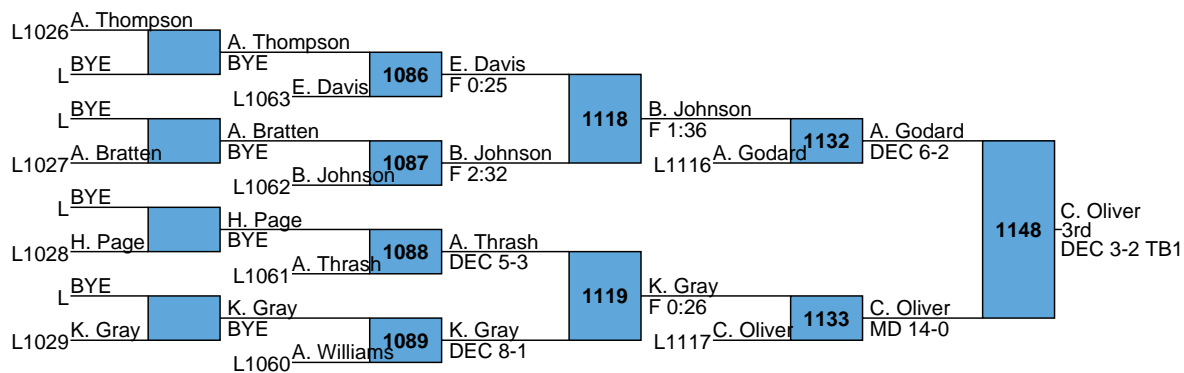 L1026 A. Thompson
L BYE
A. Thompson
BYE
L1063 E. Davis
1086
E. Davis
F 0:25
L BYE
L1027 A. Bratten
A. Bratten
BYE
L1062 B. Johnson
1087
B. Johnson
F 2:32
1118
B. Johnson
F 1:36
L1116 A. Godard
1132
A. Godard
DEC 6-2
L BYE
L1028 H. Page
H. Page
BYE
L1061 A. Thrash
1088
A. Thrash
DEC 5-3
L BYE
L1029 K. Gray
K. Gray
BYE
L1060 A. Williams
1089
K. Gray
DEC 8-1
1119
K. Gray
F 0:26
L1117 C. Oliver
1133
C. Oliver
MD 14-0
1148
C. Oliver
3rd
DEC 3-2 TB1